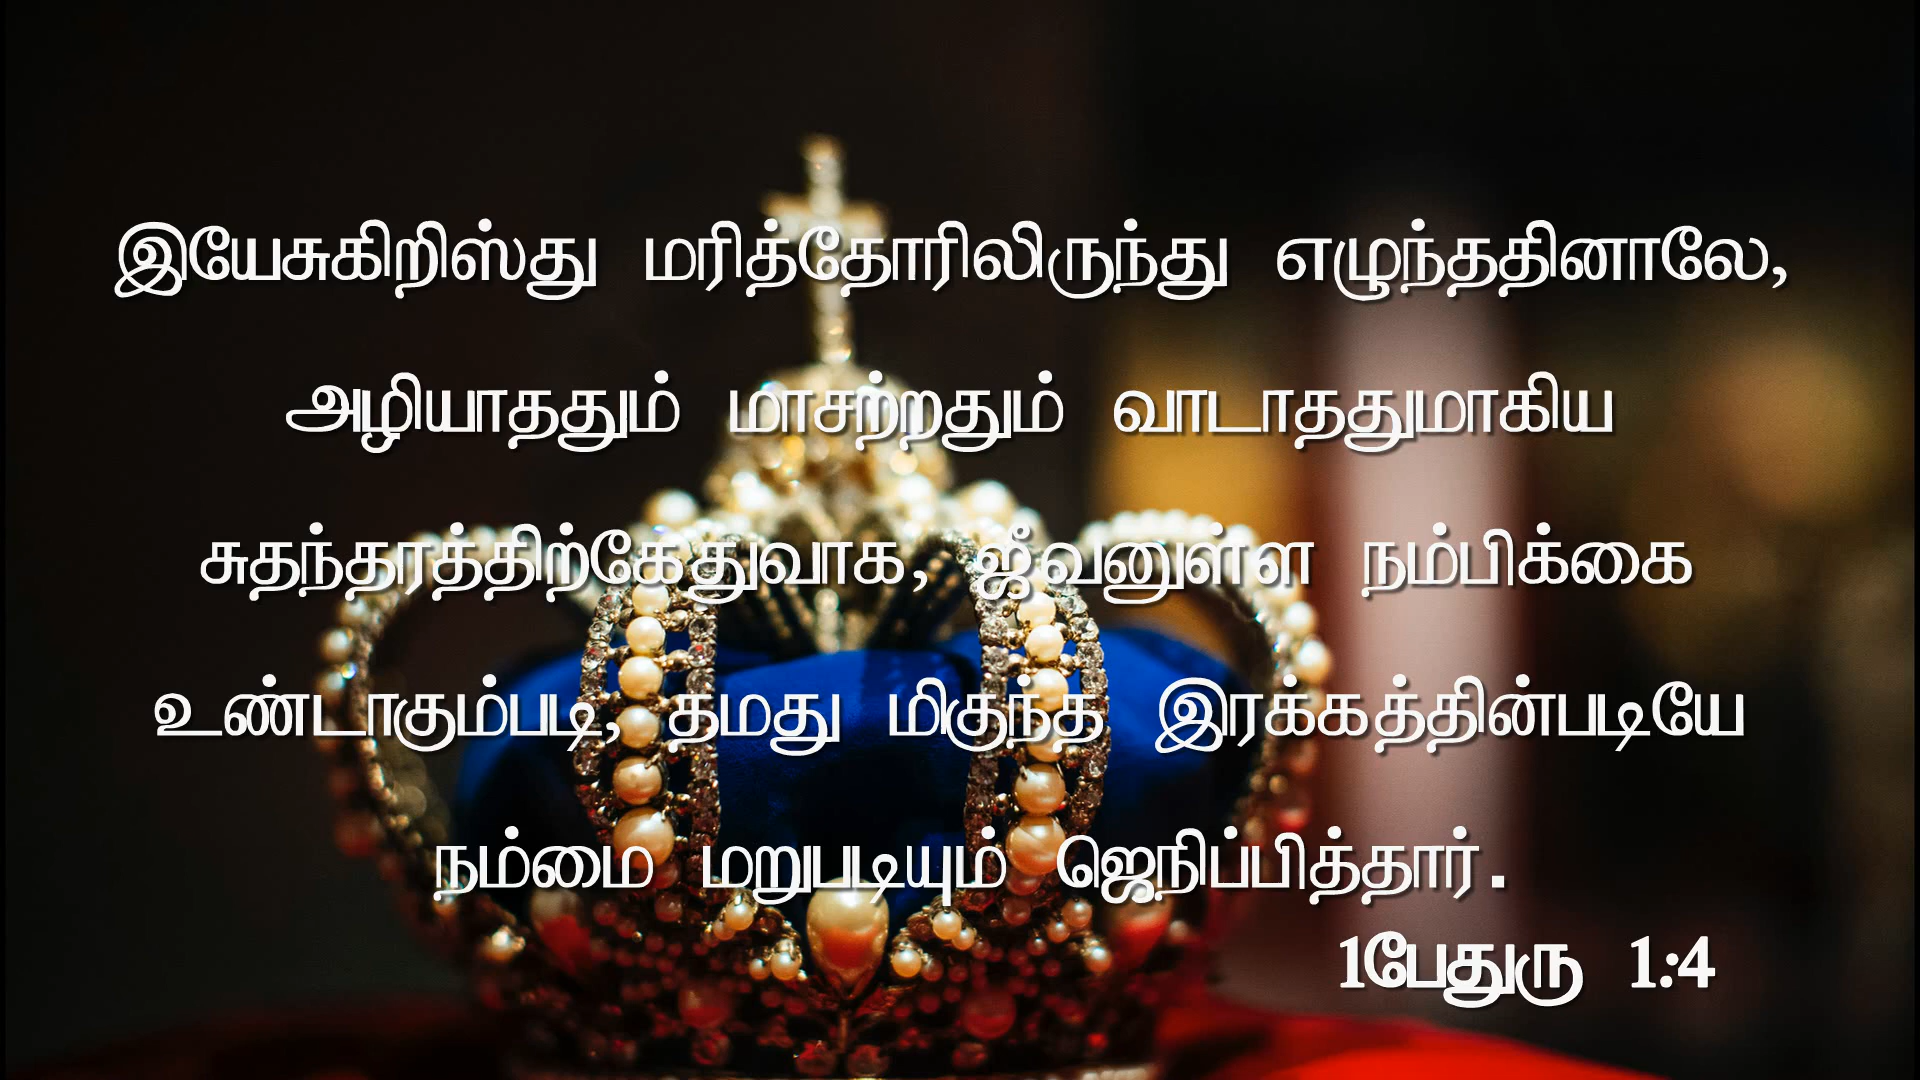 இயேசுகிறிஸ்து மரித்தோரிலிருந்து எழுந்ததினாலே,
அழியாததும் மாசற்றதும் வாடாததுமாகிய
சுதந்தரத்திற்கேதுவாக, ஜீவனுள்ள நம்பிக்கை
உண்டாகும்படி, தமது மிகுந்த இரக்கத்தின்படியே
நம்மை மறுபடியும் ஜெநிப்பித்தார்.
1பேதுரு 1:4